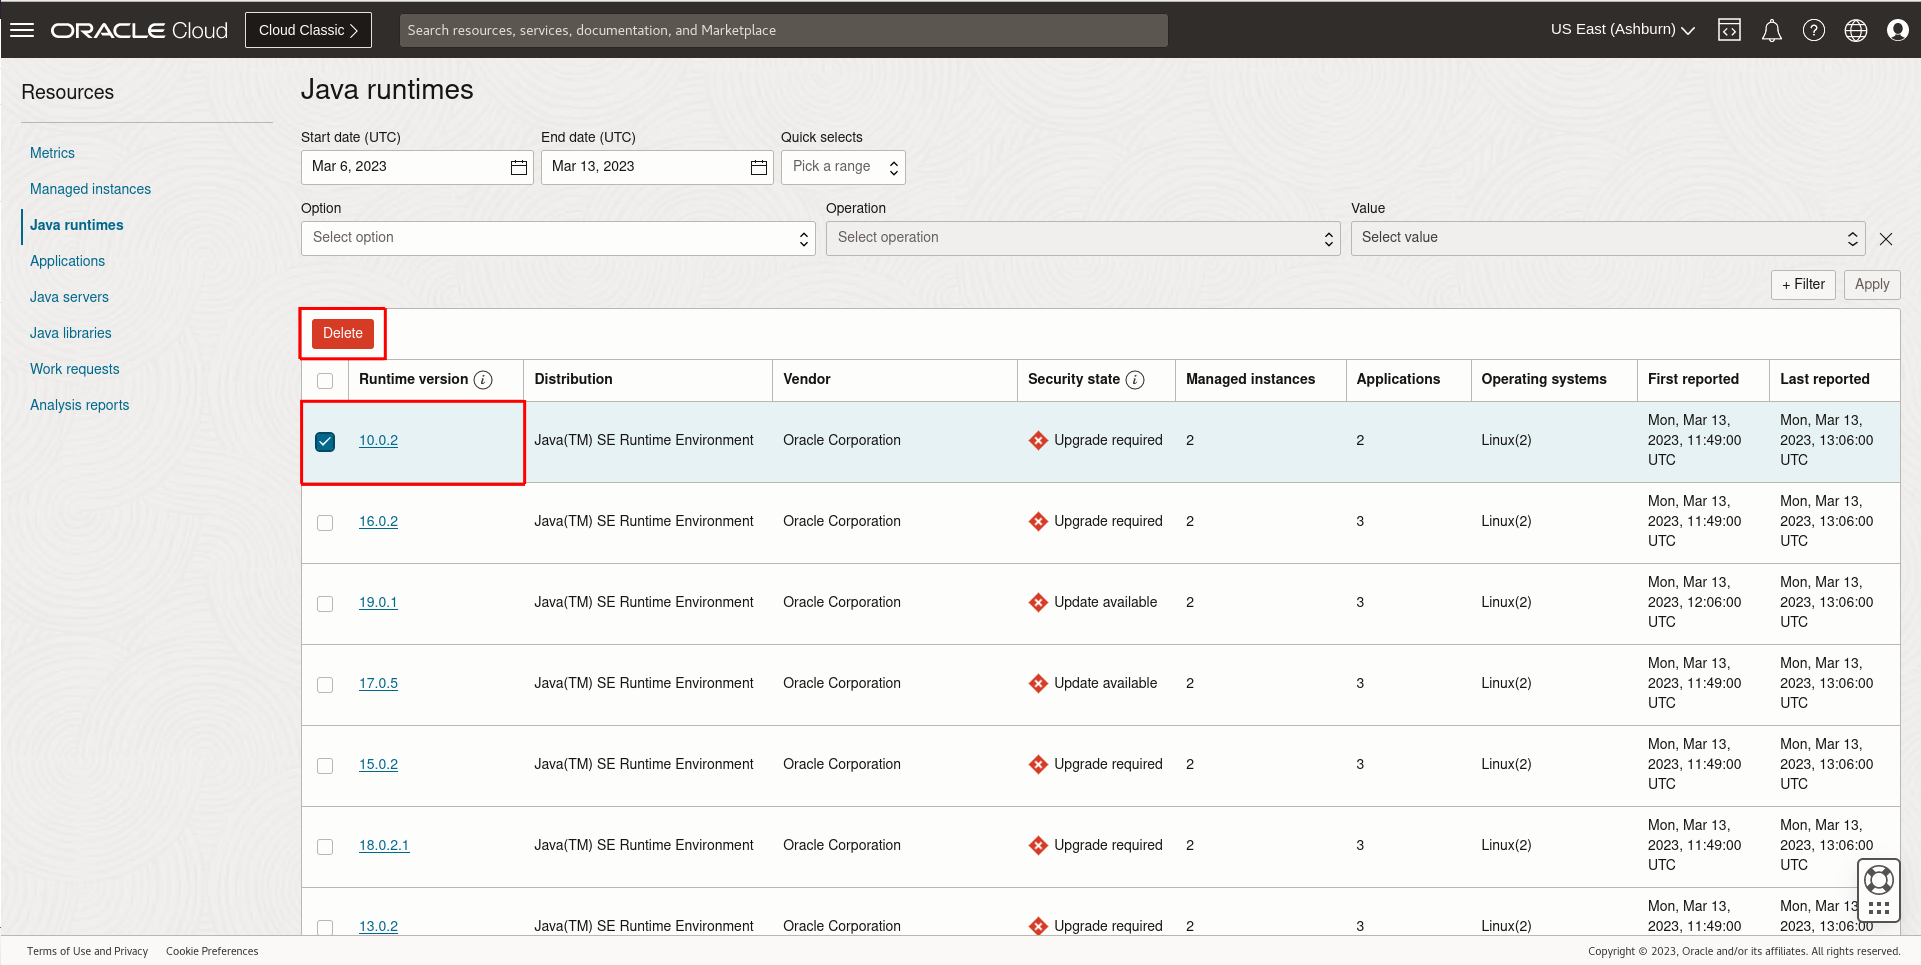 ORACLE Cloud
Cloud Classic
Search resources, services, documentation, and Marketplace
US East (Ashburn)
Resources
Metrics
Managed instances
Java runtimes
Applications
Java servers
Java libraries
Work requests
Analysis reports
Java runtimes
Start date (UTC) End date (UTC) Quick selects
Mar 6, 2023 Mar 13, 2023 Pick a range
Option Operation Value
Select option Select operation Select value
+ Filter Apply
Delete
Runtime version i Distribution Vendor Security state i Managed instances Applications Operating systems First reported Last reported
10.0.2 Java(TM) SE Runtime Environment Oracle Corporation Upgrade required 2 2 Linux(2) Mon, Mar 13, 2023, 11:49:00 UTC Mon, Mar 13, 2023, 13:06:00 UTC
16.0.2 Java(TM) SE Runtime Environment Oracle Corporation Upgrade required 2 3 Linux(2) Mon, Mar 13, 2023, 11:49:00 UTC Mon, Mar 13, 2023, 13:06:00 UTC
19.0.1 Java(TM) SE Runtime Environment Oracle Corporation Update available 2 3 Linux(2) Mon, Mar 13, 2023, 12:06:00 UTC Mon, Mar 13, 2023, 13:06:00 UTC
17.0.5 Java(TM) SE Runtime Environment Oracle Corporation Update available 2 3 Linux(2) Mon, Mar 13, 2023, 11:49:00 UTC Mon, Mar 13, 2023, 13:06:00 UTC
15.0.2 Java(TM) SE Runtime Environment Oracle Corporation Upgrade required 2 3 Linux(2) Mon, Mar 13, 2023, 11:49:00 UTC Mon, Mar 13, 2023, 13:06:00 UTC
18.0.2.1 Java(TM) SE Runtime Environment Oracle Corporation Upgrade required 2 3 Linux(2) Mon, Mar 13, 2023, 11:49:00 UTC Mon, Mar 13, 2023, 13:06:00 UTC
13.0.2 Java(TM) SE Runtime Environment Oracle Corporation Upgrade required 2 3 Linux(2) Mon, Mar 13, 2023, 11:49:00 Mon, Mar 13 2023, 13:06:00
Terms of Use and Privacy Cookie Preferences
Copyright © 2023, Oracle and/or its affiliates. All rights reserved.